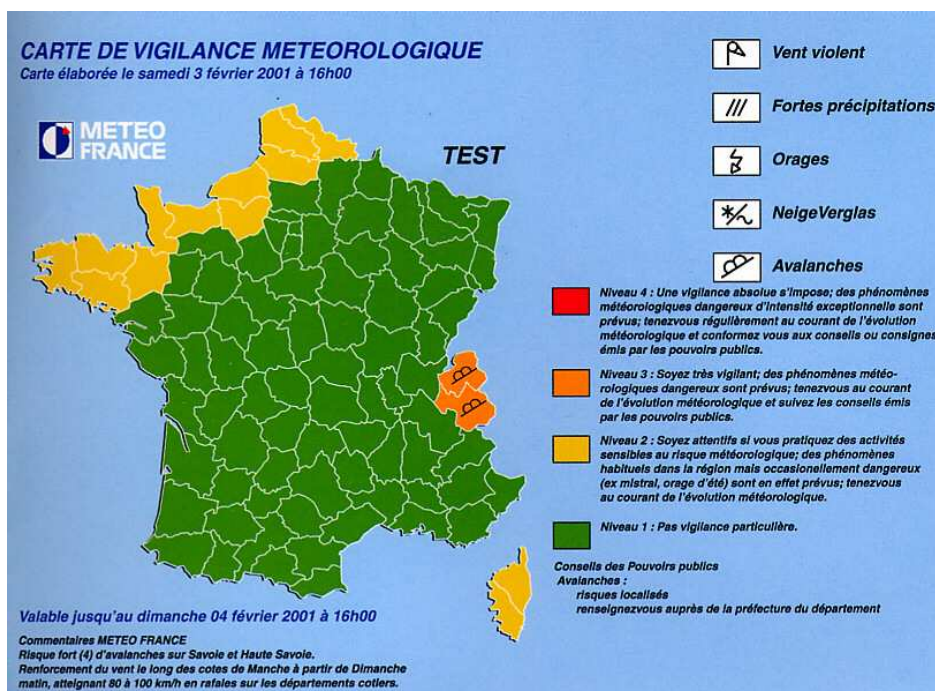 CARTE DE VIGILANCE METEOROLOGIQUE
Carte élaborée le samedi 3 février 2001 à 16h00
METEO
FRANCE
TEST
Vent violent
Fortes précipitations
Orages
NeigeVerglas
Avalanches
Niveau 4 : Une vigilance absolue s'impose; des phénomènes
météorologiques dangereux d'intensité exceptionnelle sont
prévus; tenezvous régulièrement au courant de l'évolution
météorologique et conformez vous aux conseils ou consignes
émis par les pouvoirs publics.
Niveau 3 : Soyez très vigilant; des phénomènes météo-
rologiques dangereux sont prévus; tenezvous au courant
de l'évolution météorologique et suivez les conseils émis
par les pouvoirs publics.
Niveau 2 : Soyez attentifs si vous pratiquez des activités
sensibles au risque météorologique; des phénomènes
habituels dans la région mais occasionellement dangereux
(ex mistral, orage d'été) sont en effet prévus; tenezvous
au courant de l'évolution météorologique.
Niveau 1 : Pas vigilance particulière.
Conseils des Pouvoirs publics
Avalanches :
risques localisés
renseignezvous auprès de la préfecture du département
Valable jusqu'au dimanche 04 février 2001 à 16h00
Commentaires METEO FRANCE
Risque fort (4) d'avalanches sur Savoie et Haute Savoie.
Renforcement du vent le long des cotes de Manche à partir de Dimanche
matin, atteignant 80 à 100 km/h en rafales sur les départements cotiers.